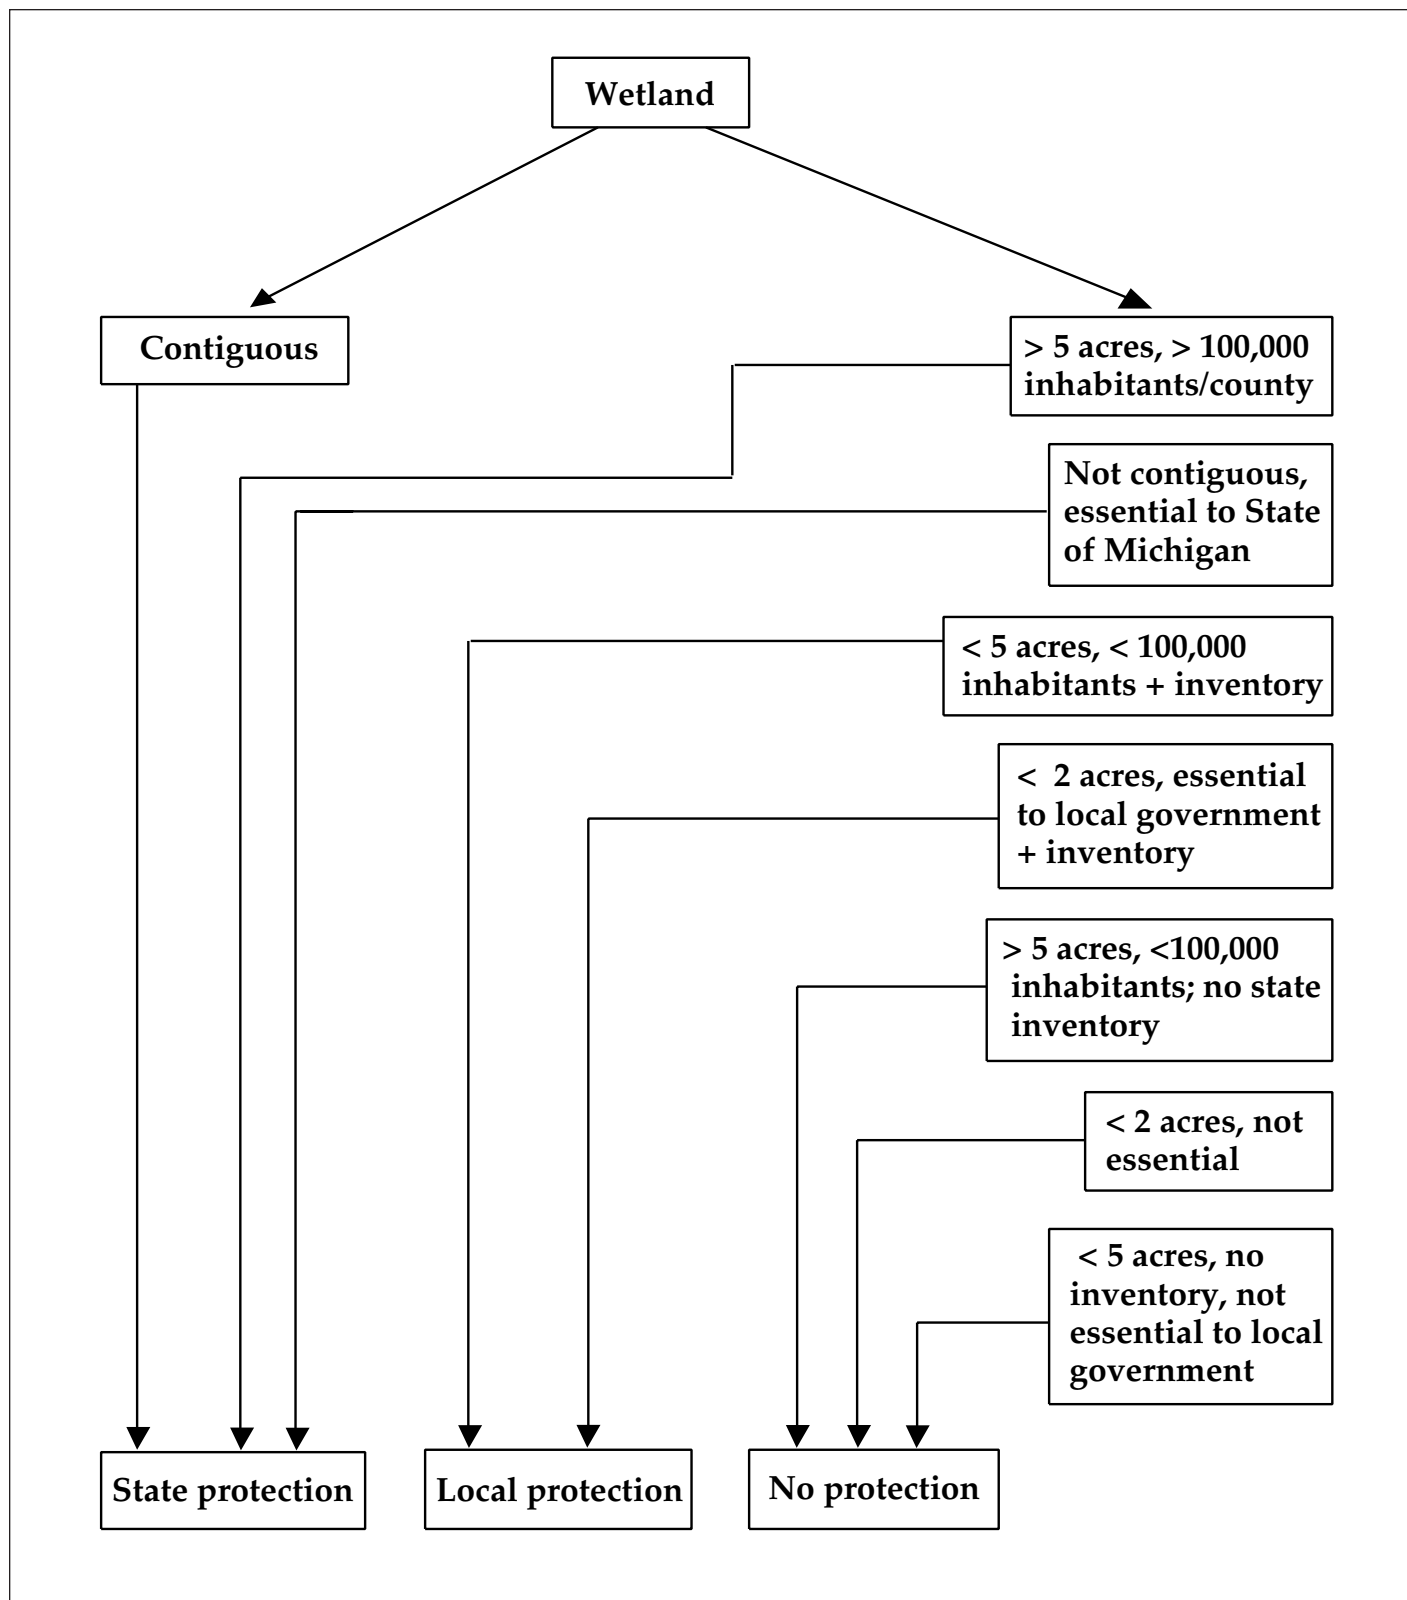 Wetland
Contiguous
> 5 acres, > 100,000
inhabitants/county
Not contiguous,
essential to State
of Michigan
< 5 acres, < 100,000
inhabitants + inventory
< 2 acres, essential
to local government
+ inventory
> 5 acres, <100,000
inhabitants; no state
inventory
< 2 acres, not
essential
< 5 acres, no
inventory, not
essential to local
government
State protection
Local protection
No protection